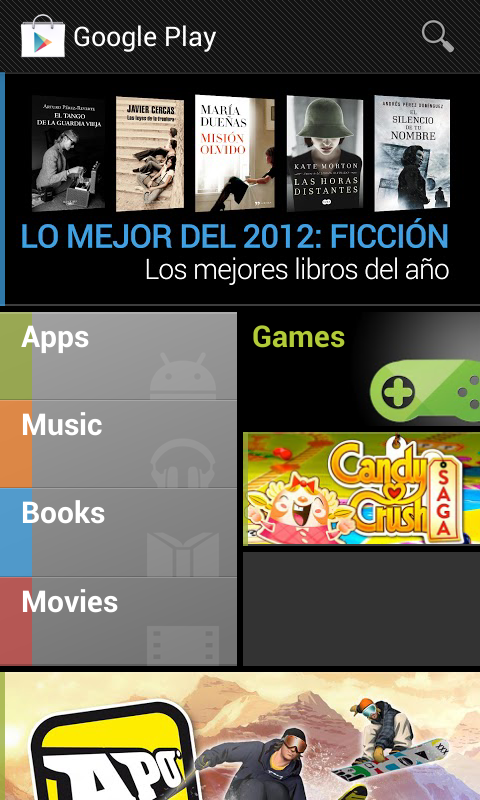 Google Play
ARTURO PÉREZ-REVERTE
EL TANGO
DE LA GUARDIA VIEJA
JAVIER CERCAS
Las leyes de la frontera
MARÍA
DUEÑAS
MISIÓN
OLVIDO
KATE MORTON
LAS HORAS
DISTANTES
ANDRÉS PÉREZ DOMÍNGUEZ
EL
SILENCIO
DE TU
NOMBRE
LO MEJOR DEL 2012: FICCIÓN
Los mejores libros del año
Apps
Games
Music
Candy
Crush
SAGA
Books
Movies
APO
XXX